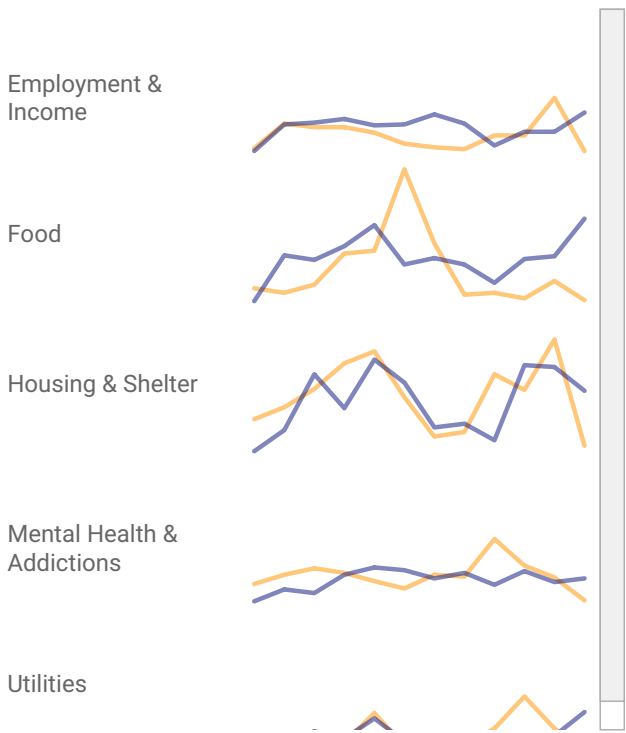 Employment &
Income
Food
Housing & Shelter
Mental Health &
Addictions
Utilities